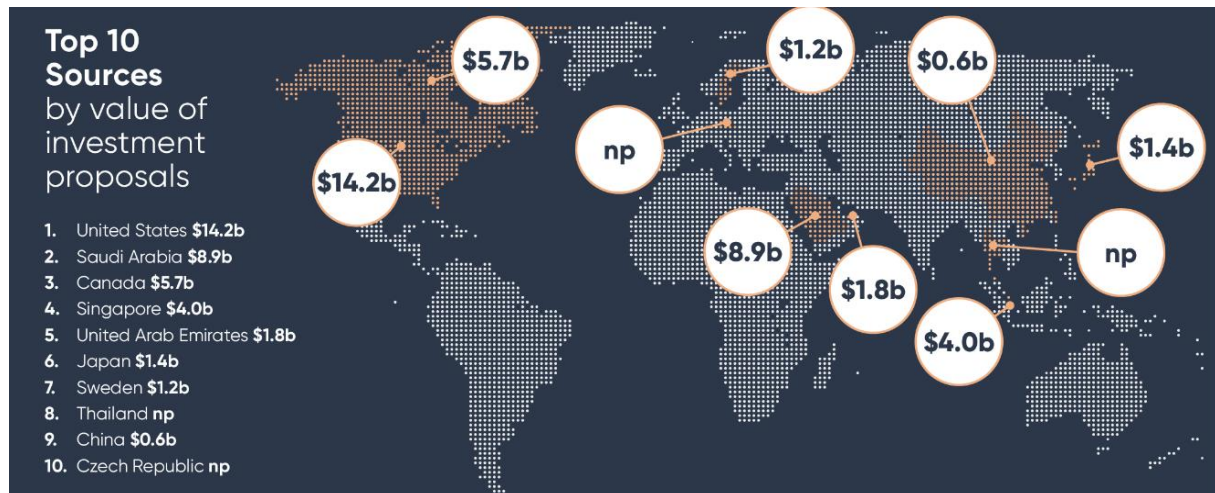 Top 10
Sources
by value of
investment
proposals
1. United States $14.2b
2. Saudi Arabia $8.9b
3. Canada $5.7b
4. Singapore $4.0b
5. United Arab Emirates $1.8b
6. Japan $1.4b
7. Sweden $1.2b
8. Thailand np
9. China $0.6b
10. Czech Republic np
$5.7b
$1.2b
$0.6b
np
$1.4b
$14.2b
$8.9b
np
$1.8b
$4.0b